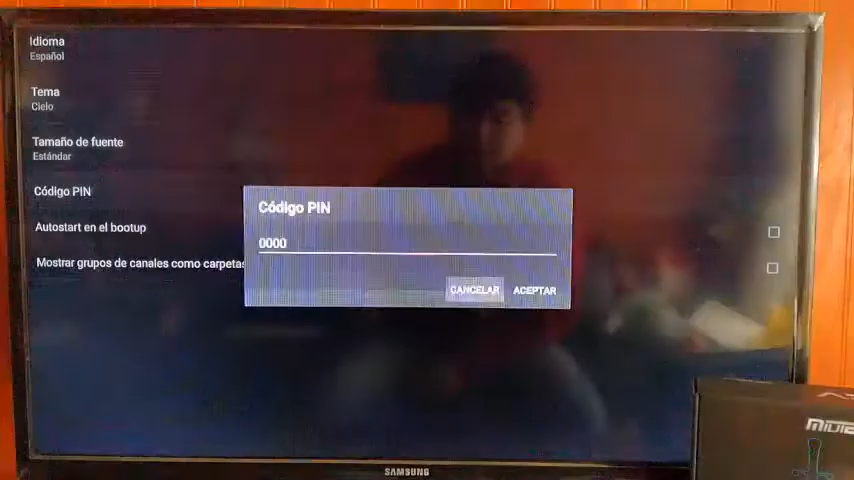 Idioma
Español
Tema
Cielo
Tamaño de fuente
Estándar
Código PIN
Autostart en el bootup
Mostrar grupos de canales como carpetas
Código PIN
0000
CANCELAR ACEPTAR
SAMSUNG